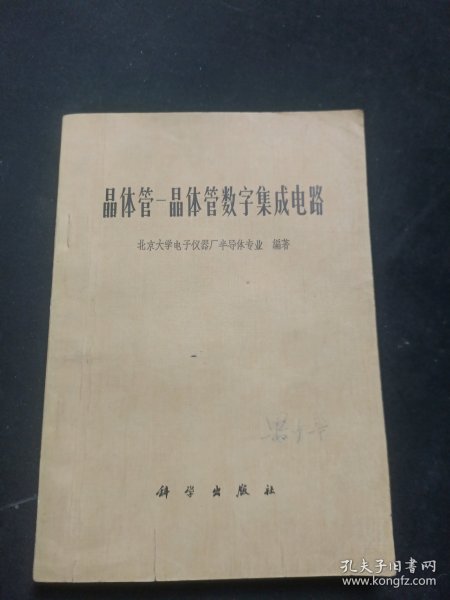 晶体管－晶体管数字集成电路
北京大学电子仪器厂半导体专业 编著
科学出版社
孔夫子旧书网
www.kongfz.com